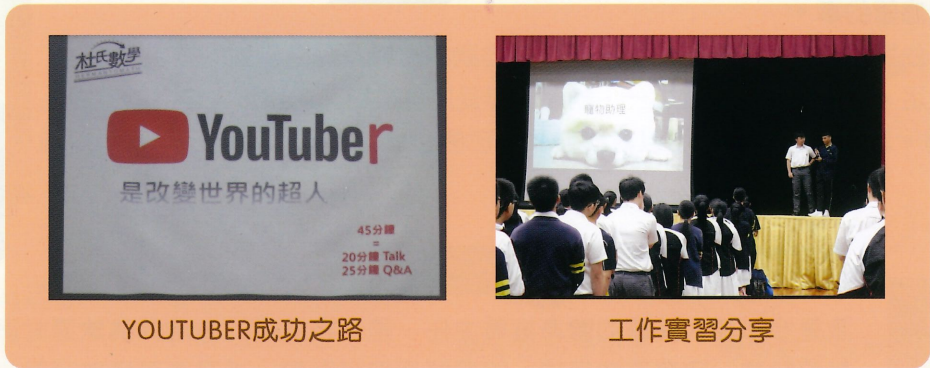 杜氏數學
YouTuber
是改變世界的超人
45分鐘
=
20分鐘 Talk
25分鐘 Q&A
寵物助理
YOUTUBER成功之路
工作實習分享